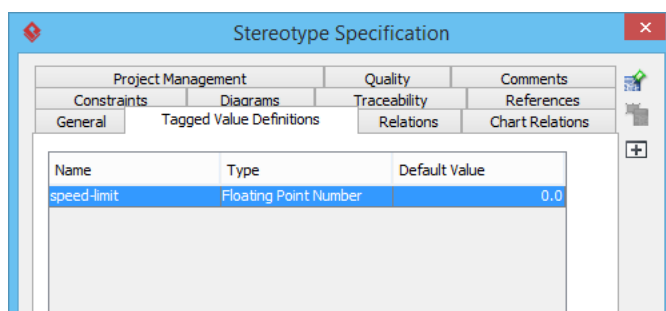 Stereotype Specification
Project Management Quality Comments
Constraints Diagrams Traceability References
General Tagged Value Definitions Relations Chart Relations
Name Type Default Value
speed-limit Floating Point Number 0.0